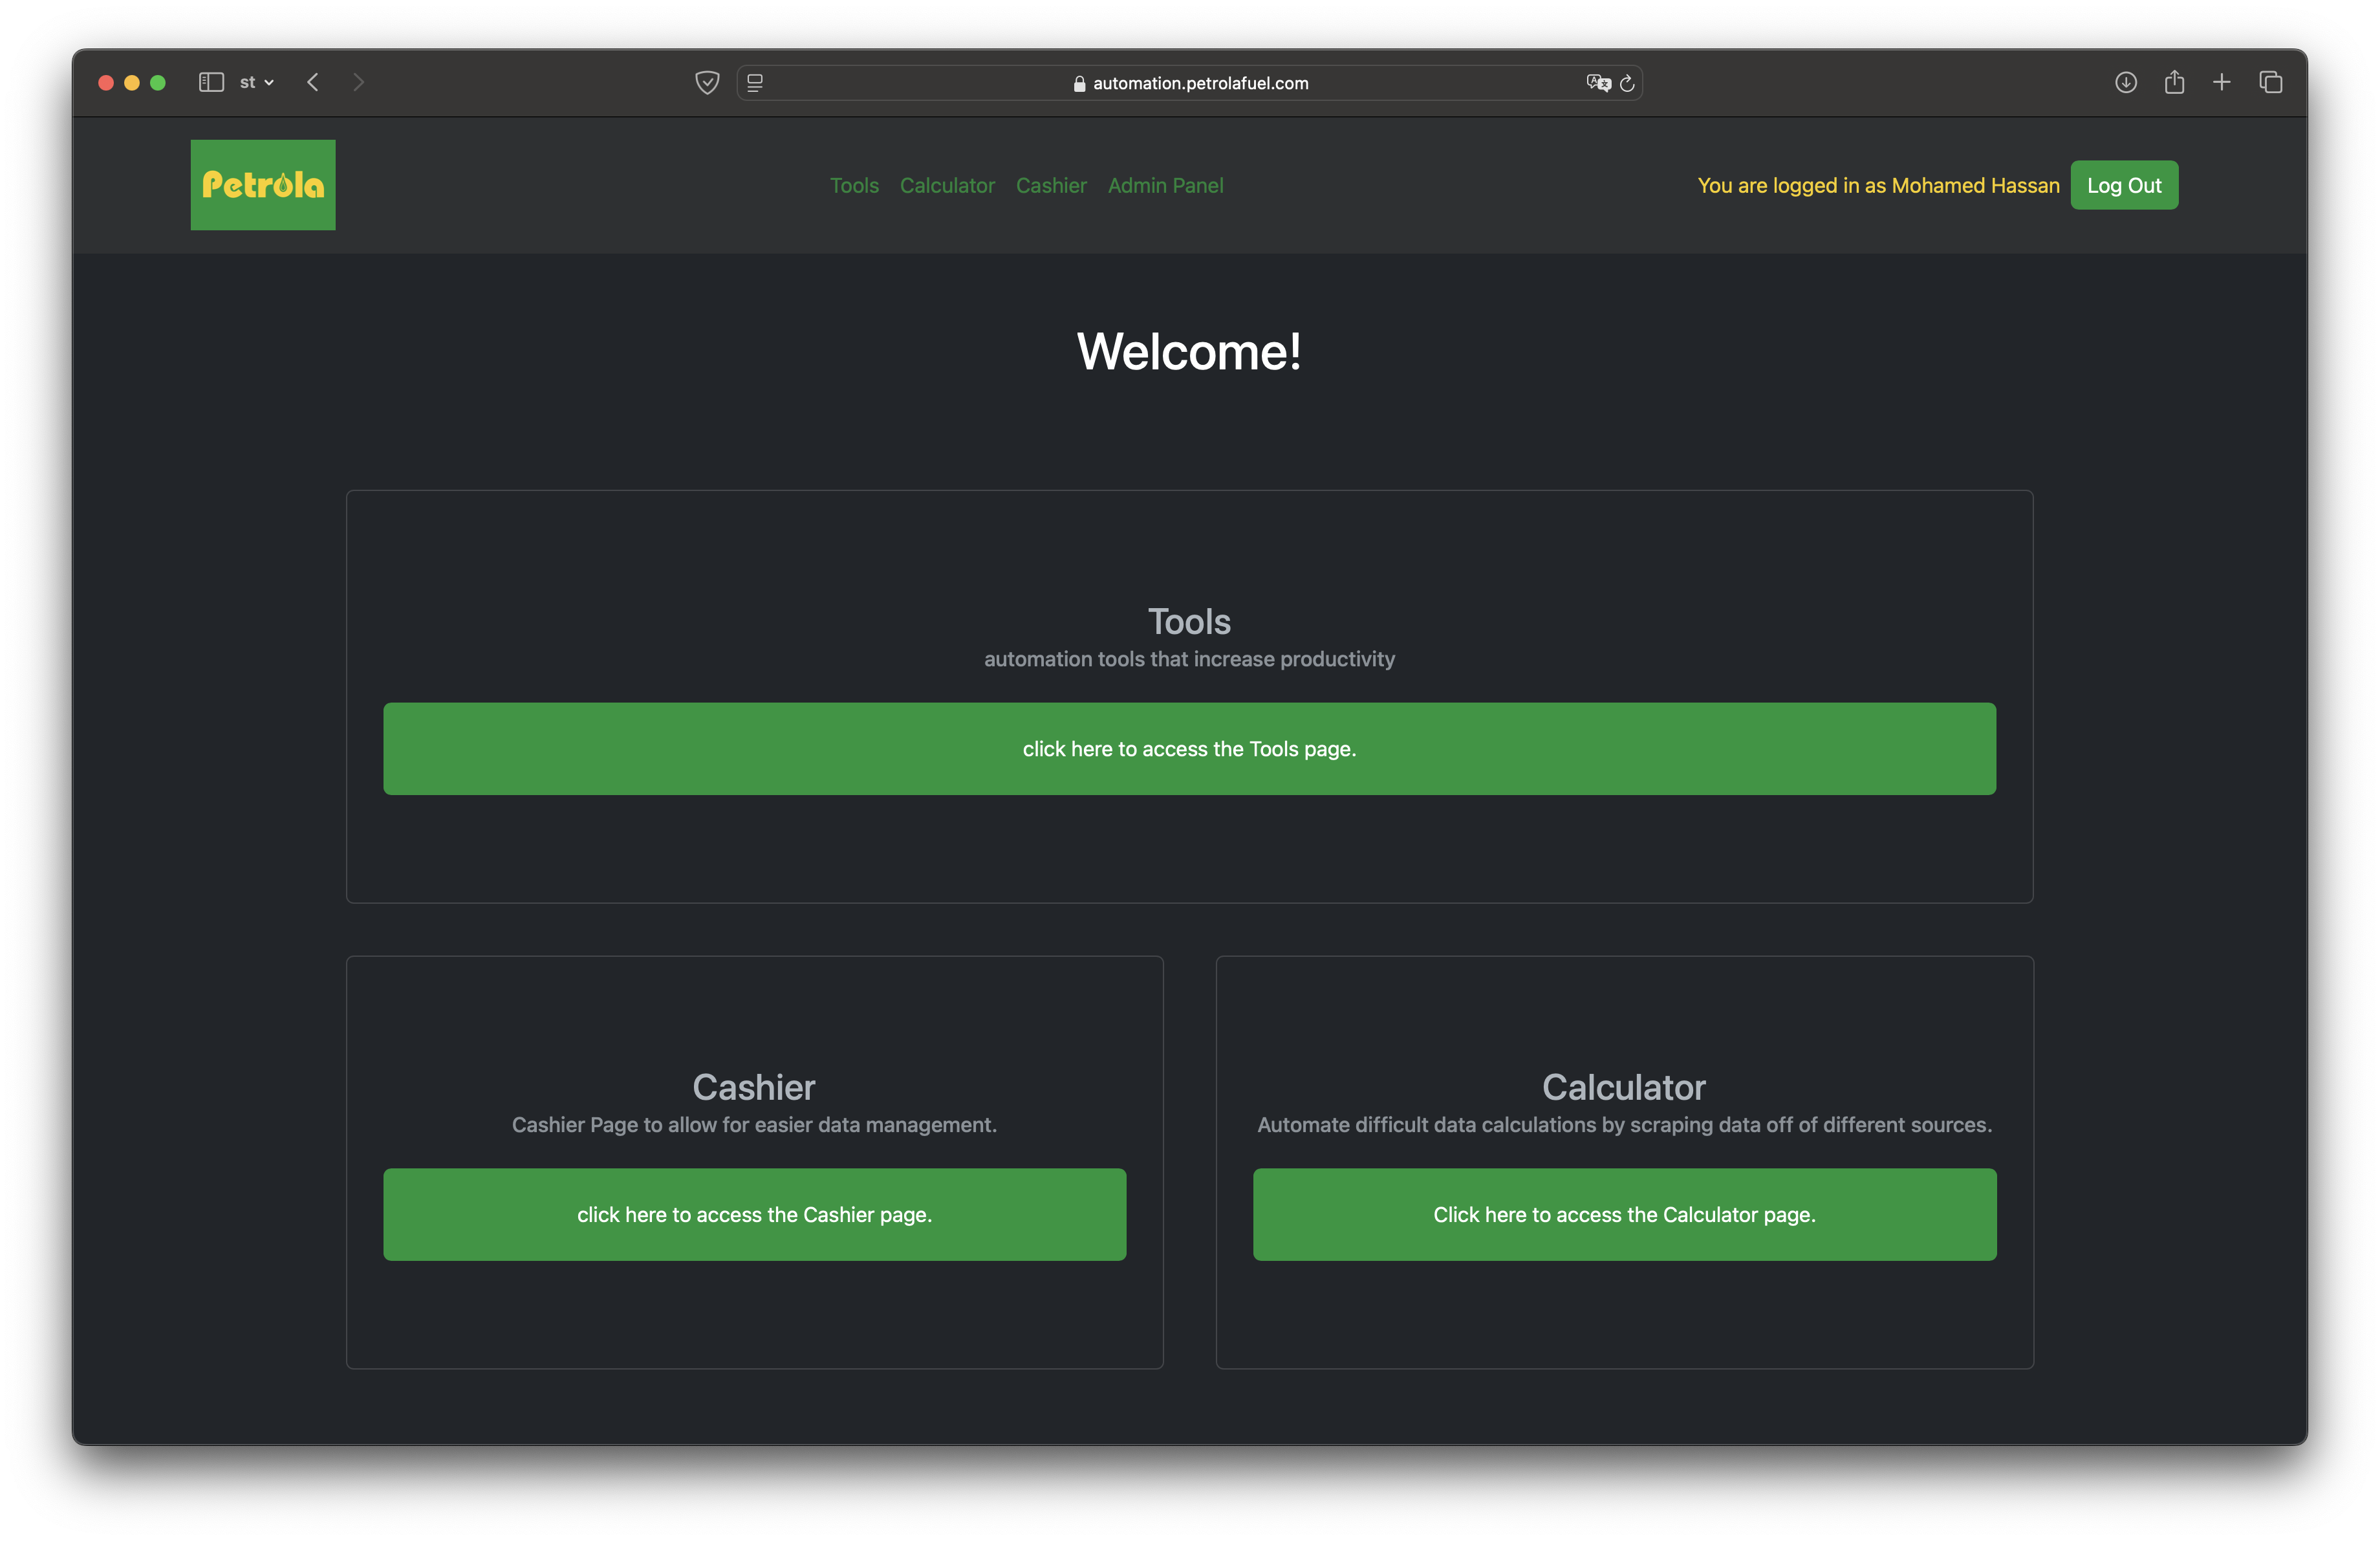 st
automation.petrolafuel.com
Petrola
Tools Calculator Cashier Admin Panel
You are logged in as Mohamed Hassan
Log Out
Welcome!
Tools
automation tools that increase productivity
click here to access the Tools page.
Cashier
Cashier Page to allow for easier data management.
click here to access the Cashier page.
Calculator
Automate difficult data calculations by scraping data off of different sources.
Click here to access the Calculator page.